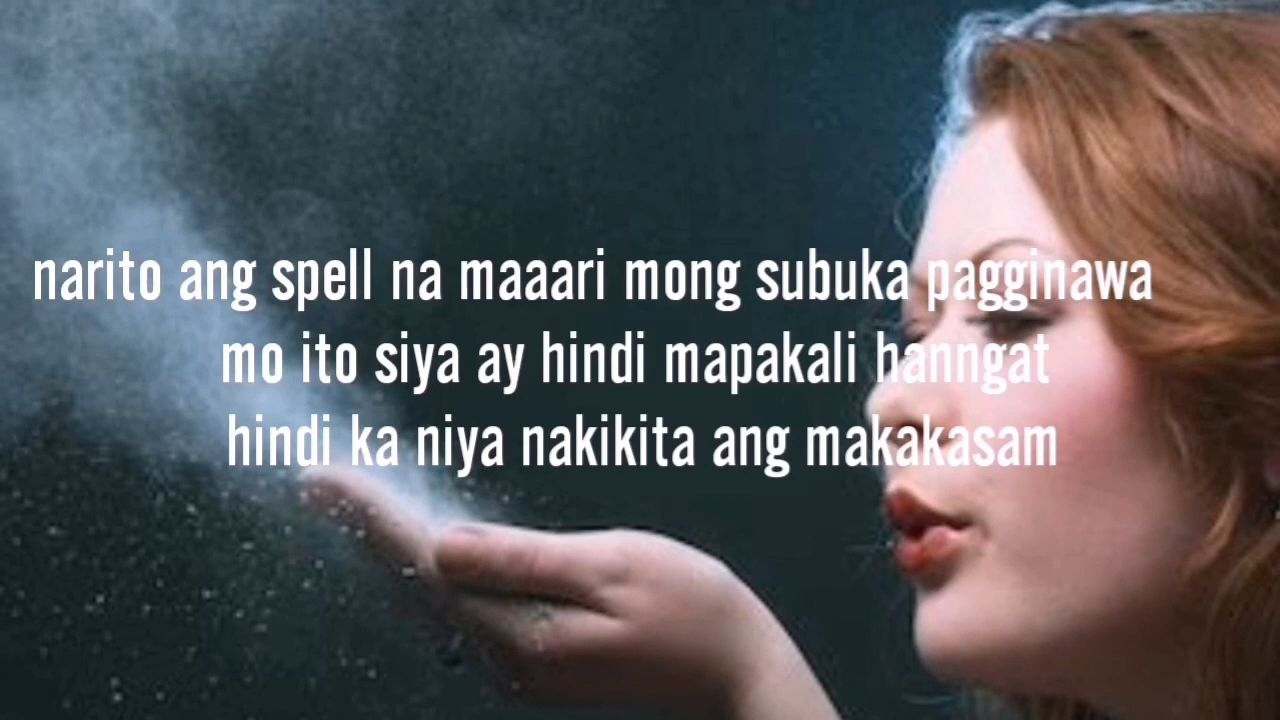 narito ang spell na maaari mong subuka pagginawa
mo ito siya ay hindi mapakali hanngat
hindi ka niya nakikita ang makakasam